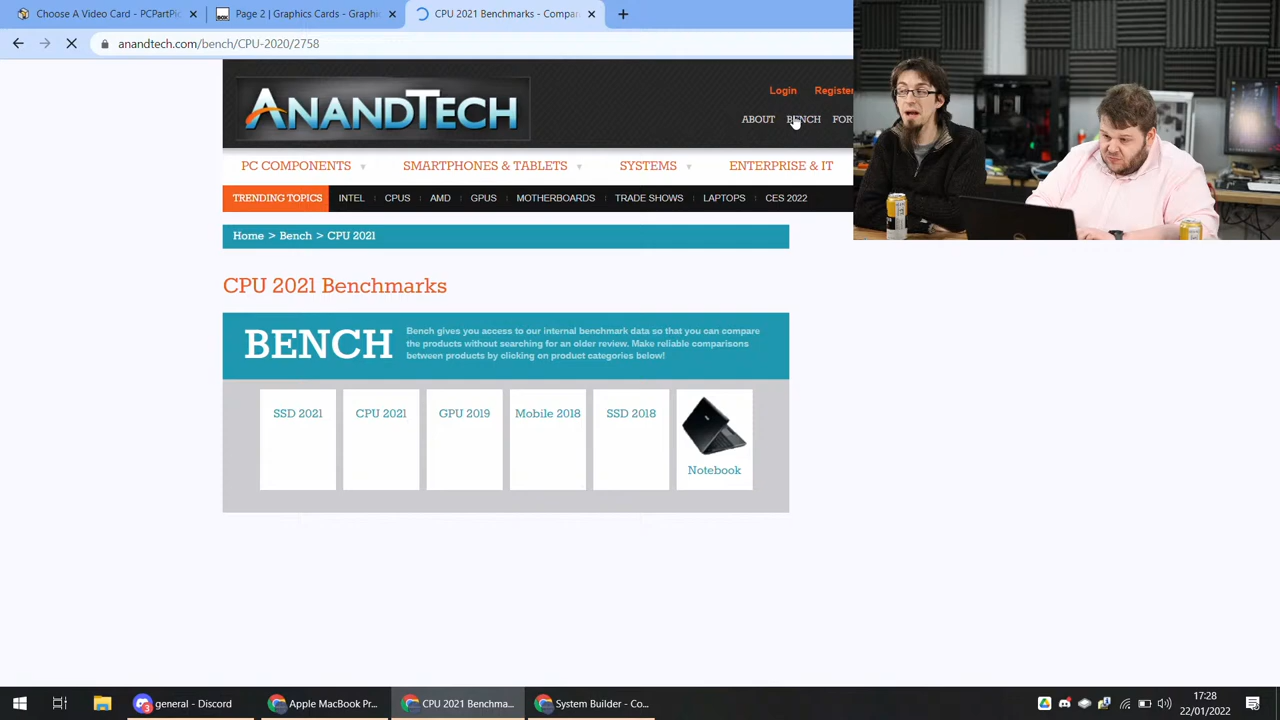 Choose A Video Card - PCPartPic
Page 2 | Graphics Cards - Graphic
CPU 2021 Benchmarks - Compar
anandtech.com/bench/CPU-2020/2758
Login
Register
ANANDTECH
ABOUT
BENCH
FOR
PC COMPONENTS
SMARTPHONES & TABLETS
SYSTEMS
ENTERPRISE & IT
TRENDING TOPICS
INTEL
CPUS
AMD
GPUS
MOTHERBOARDS
TRADE SHOWS
LAPTOPS
CES 2022
Home > Bench > CPU 2021
CPU 2021 Benchmarks
BENCH
Bench gives you access to our internal benchmark data so that you can compare
the products without searching for an older review. Make reliable comparisons
between products by clicking on product categories below!
SSD 2021
CPU 2021
GPU 2019
Mobile 2018
SSD 2018
Notebook
general - Discord
Apple MacBook Pr...
CPU 2021 Benchma...
System Builder - Co...
17:28
22/01/2022